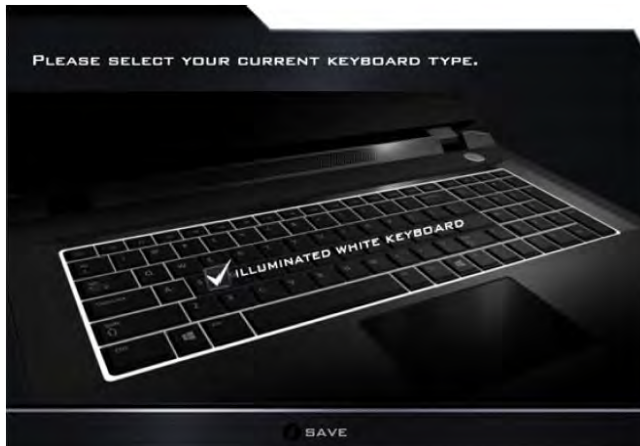 PLEASE SELECT YOUR CURRENT KEYBOARD TYPE.
ILLUMINATED WHITE KEYBOARD
SAVE